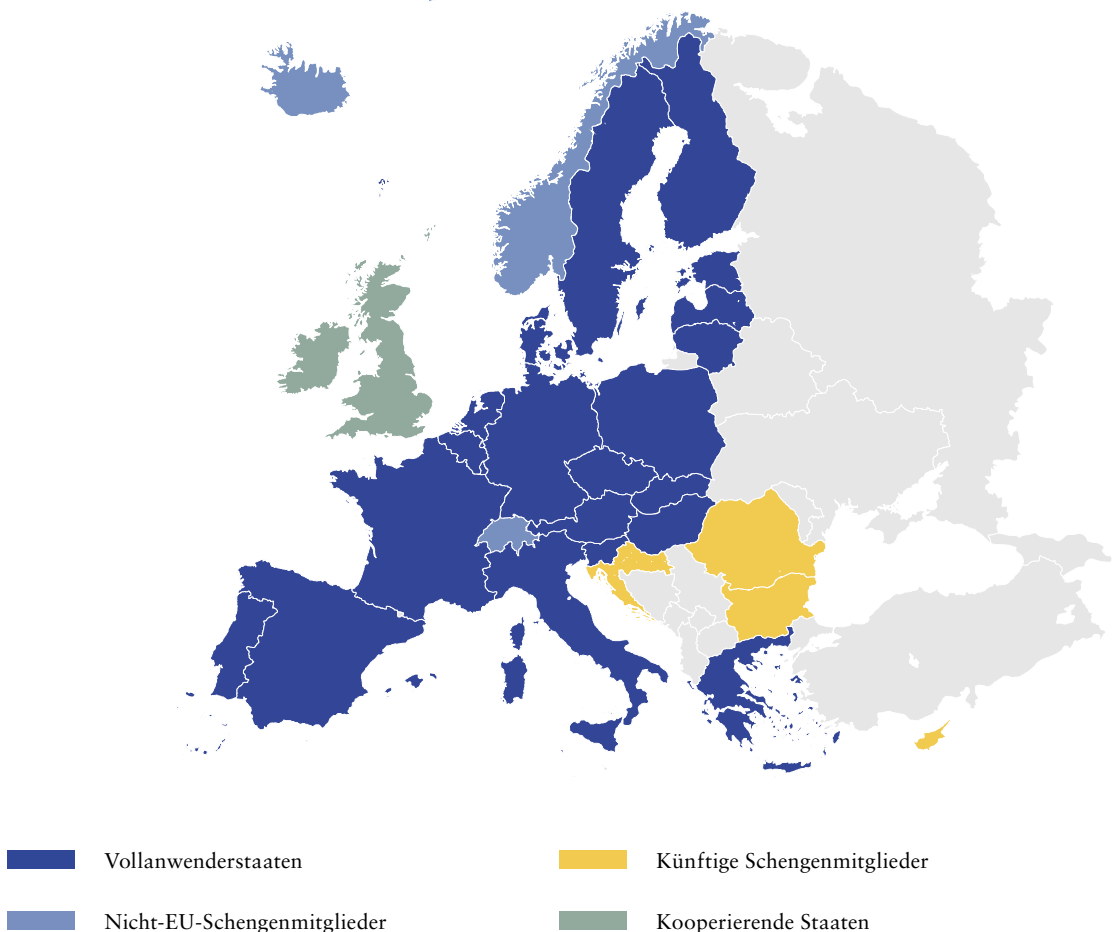 Vollanwenderstaaten
Künftige Schengenmitglieder
Nicht-EU-Schengenmitglieder
Kooperierende Staaten